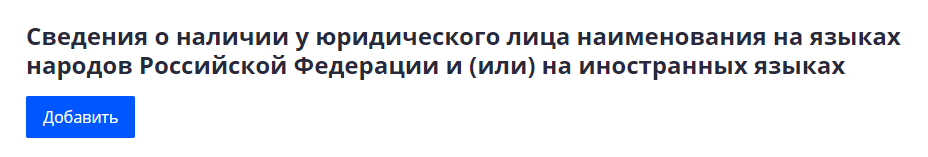 Сведения о наличии у юридического лица наименования на языках
народов Российской Федерации и (или) на иностранных языках
Добавить